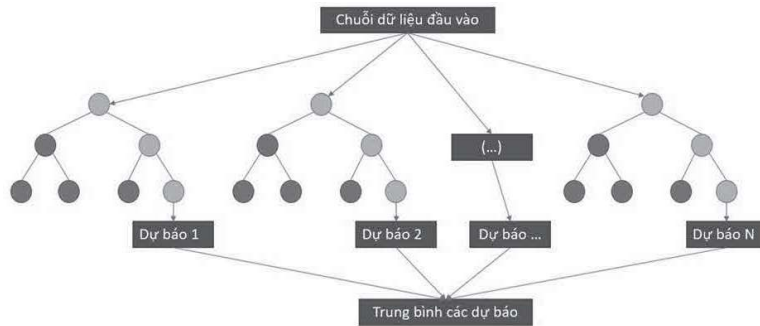 Chuỗi dữ liệu đầu vào
(...)
Dự báo 1
Dự báo 2
Dự báo ...
Dự báo N
Trung bình các dự báo